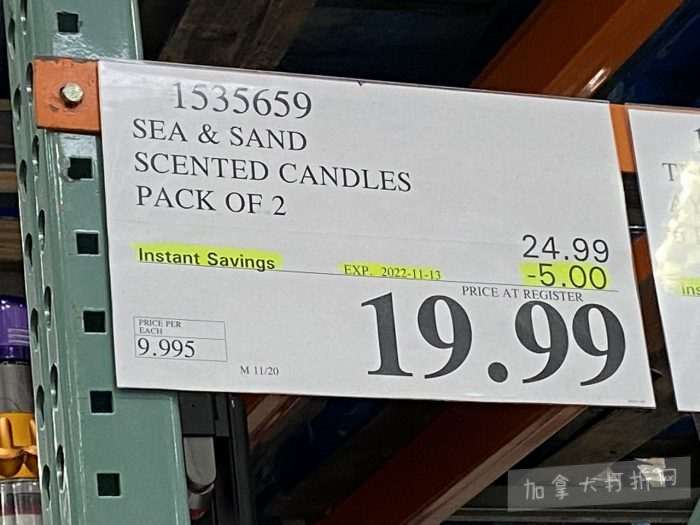 1535659
SEA & SAND
SCENTED CANDLES
PACK OF 2
24.99
Instant Savings EXP. 2022-11-13 -5.00
PRICE AT REGISTER
19.99
PRICE PER
EACH
9.995
M 11/20
T
ins
加拿大打折网